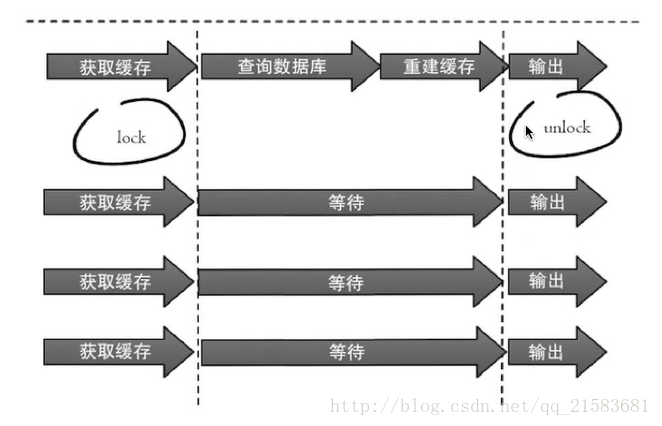 获取缓存 查询数据库 重建缓存 输出
lock unlock
获取缓存 等待 输出
获取缓存 等待 输出
获取缓存 等待 输出
http://blog.csdn.net/qq_21583681